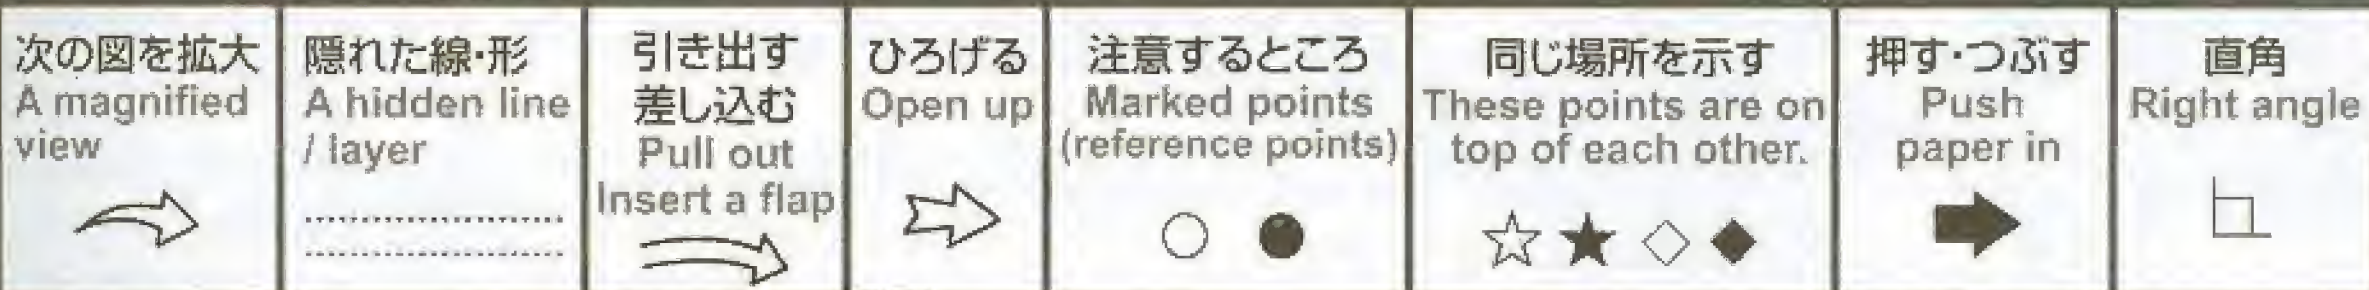 次の図を拡大
A magnified
view
隠れた線・形
A hidden line
/ layer
引き出す
差し込む
Pull out
Insert a flap
ひろげる
Open up
注意するところ
Marked points
(reference points)
同じ場所を示す
These points are on
top of each other.
押す・つぶす
Push
paper in
直角
Right angle